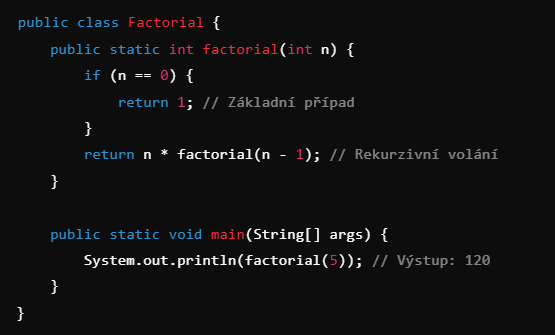 public class Factorial {
    public static int factorial(int n) {
        if (n == 0) {
            return 1; // Základní případ
        }
        return n * factorial(n - 1); // Rekurzivní volání
    }

    public static void main(String[] args) {
        System.out.println(factorial(5)); // Výstup: 120
    }
}